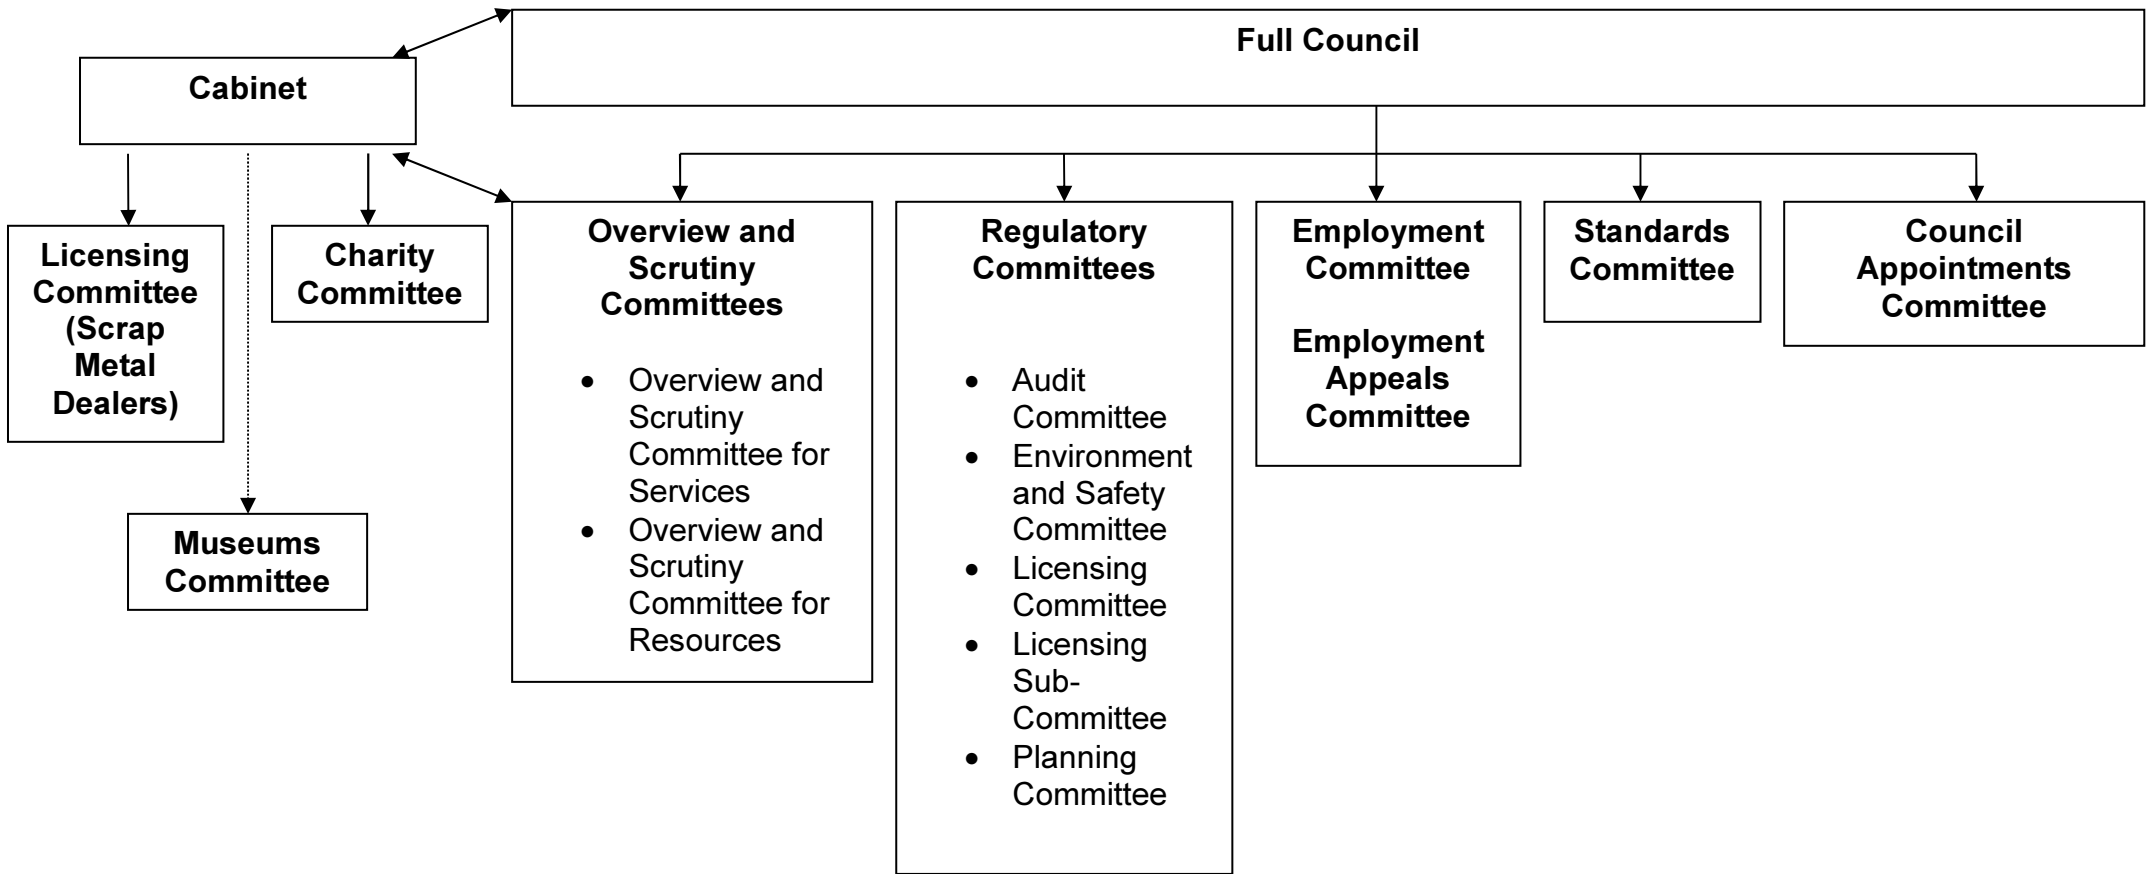 Full Council
Cabinet
Licensing
Committee
(Scrap
Metal
Dealers)
Charity
Committee
Museums
Committee
Overview and
Scrutiny
Committees
• Overview and
Scrutiny
Committee for
Services
• Overview and
Scrutiny
Committee for
Resources
Regulatory
Committees
• Audit
Committee
• Environment
and Safety
Committee
• Licensing
Committee
• Licensing
Sub-
Committee
• Planning
Committee
Employment
Committee
Employment
Appeals
Committee
Standards
Committee
Council
Appointments
Committee